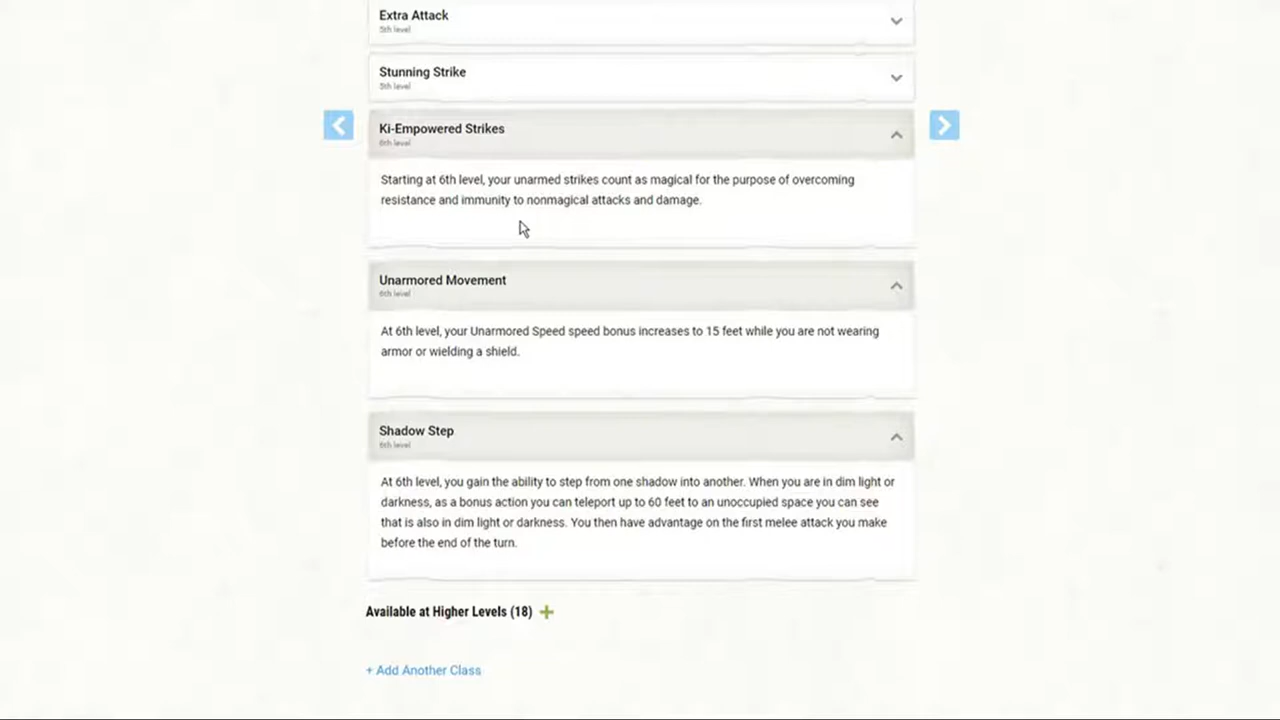 Extra Attack
5th level
Stunning Strike
5th level
Ki-Empowered Strikes
6th level
Starting at 6th level, your unarmed strikes count as magical for the purpose of overcoming
resistance and immunity to nonmagical attacks and damage.
Unarmored Movement
6th level
At 6th level, your Unarmored Speed speed bonus increases to 15 feet while you are not wearing
armor or wielding a shield.
Shadow Step
6th level
At 6th level, you gain the ability to step from one shadow into another. When you are in dim light or
darkness, as a bonus action you can teleport up to 60 feet to an unoccupied space you can see
that is also in dim light or darkness. You then have advantage on the first melee attack you make
before the end of the turn.
Available at Higher Levels (18)
+ Add Another Class